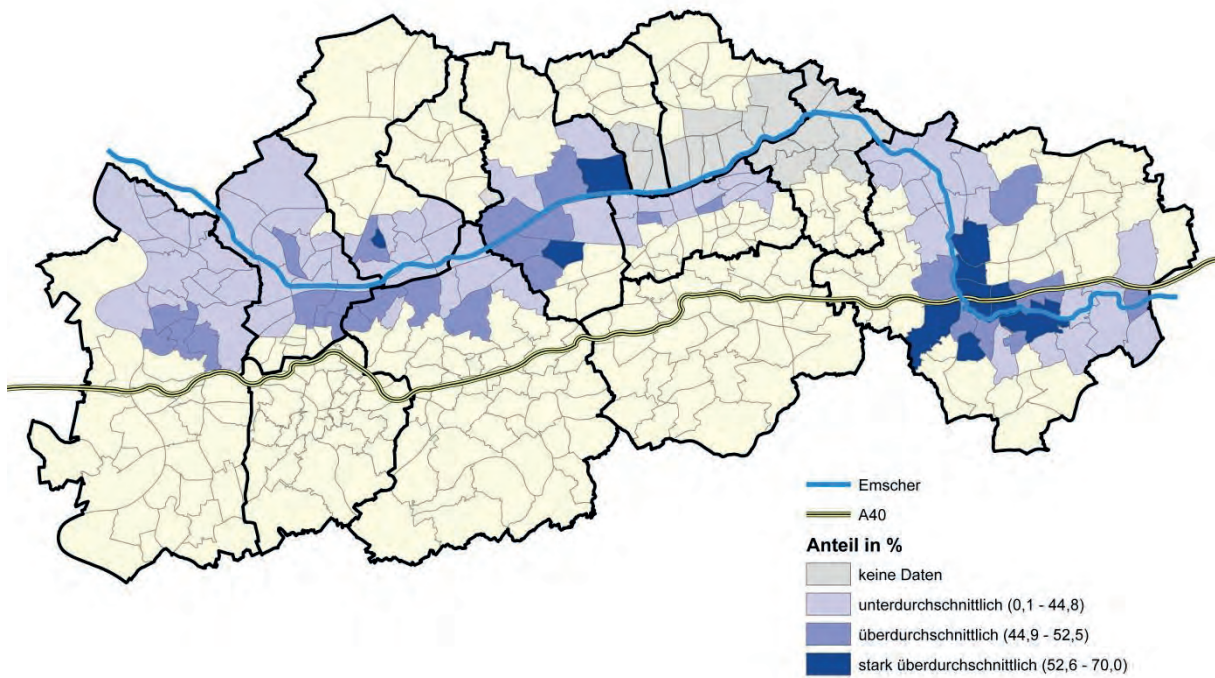 Emscher
A40
Anteil in %
keine Daten
unterdurchschnittlich (0,1 - 44,8)
überdurchschnittlich (44,9 - 52,5)
stark überdurchschnittlich (52,6 - 70,0)